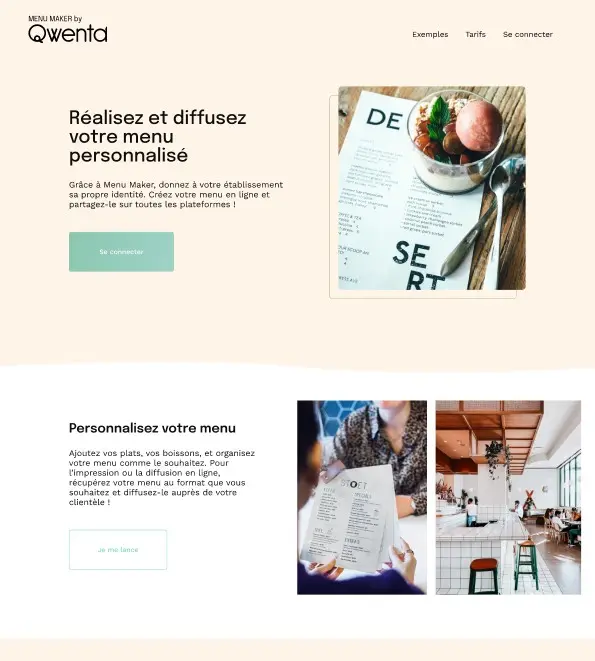 MENU MAKER by
Qwenta
Exemples
Tarifs
Se connecter
Réalisez et diffusez
votre menu
personnalisé
Grâce à Menu Maker, donnez à votre établissement
sa propre identité. Créez votre menu en ligne et
partagez-le sur toutes les plateformes !
Se connecter
DE
SE
RT
Personnalisez votre menu
Ajoutez vos plats, vos boissons, et organisez
votre menu comme le souhaitez. Pour
l'impression ou la diffusion en ligne,
récupérez votre menu au format que vous
souhaitez et diffusez-le auprès de votre
clientèle !
Je me lance